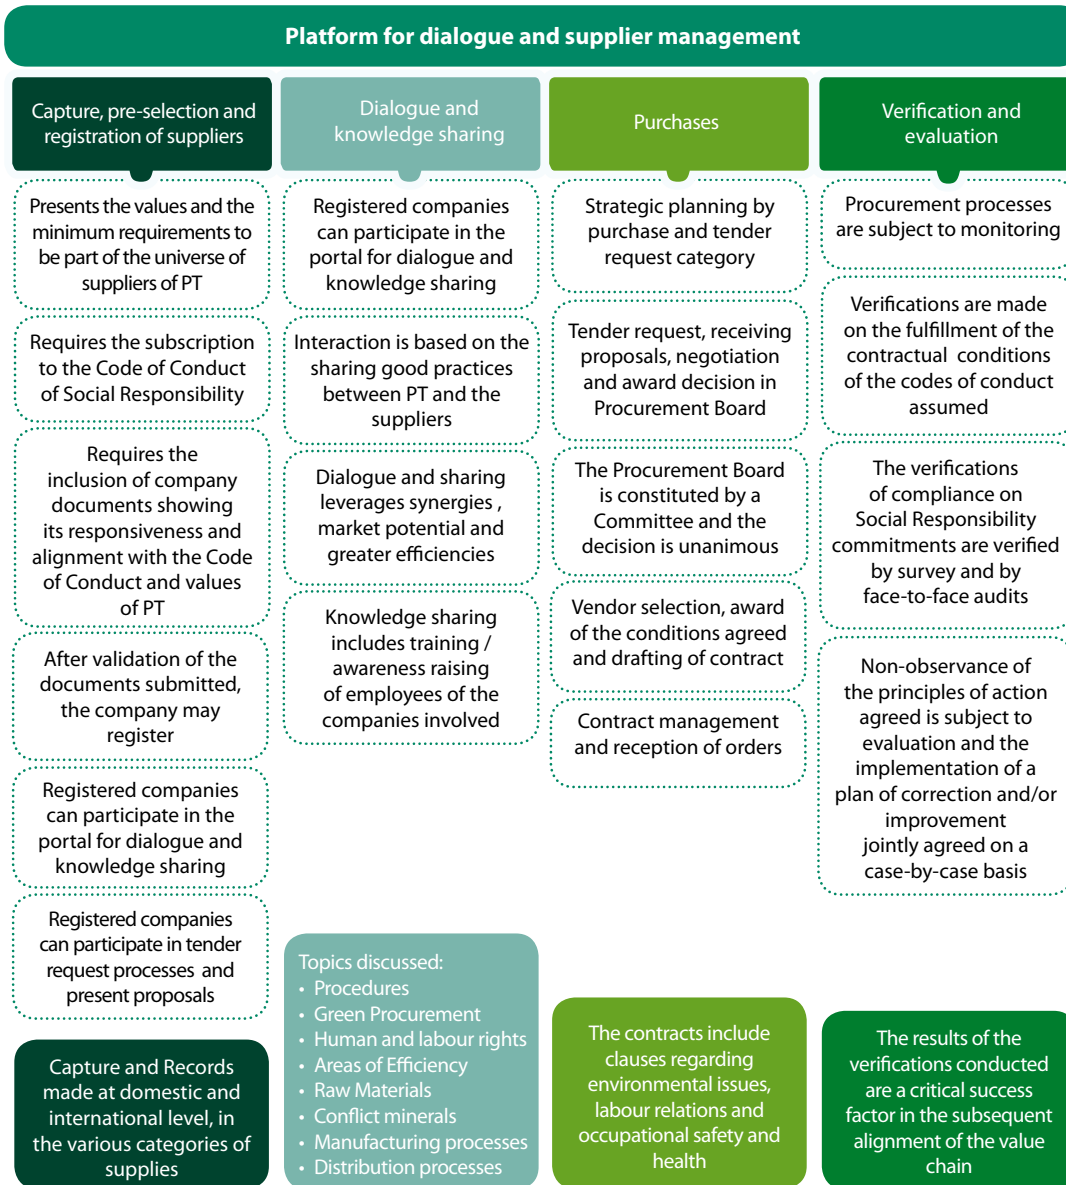 Platform for dialogue and supplier management
Capture, pre-selection and
registration of suppliers
Presents the values and the
minimum requirements to
be part of the universe of
suppliers of PT
Requires the subscription
to the Code of Conduct
of Social Responsibility
Requires the
inclusion of company
documents showing
its responsiveness and
alignment with the Code
of Conduct and values
of PT
After validation of the
documents submitted,
the company may
register
Registered companies
can participate in the
portal for dialogue and
knowledge sharing
Registered companies
can participate in tender
request processes and
present proposals
Capture and Records
made at domestic and
international level, in
the various categories of
supplies
Dialogue and
knowledge sharing
Registered companies
can participate in the
portal for dialogue and
knowledge sharing
Interaction is based on the
sharing good practices
between PT and the
suppliers
Dialogue and sharing
leverages synergies ,
market potential and
greater efficiencies
Knowledge sharing
includes training /
awareness raising
of employees of the
companies involved
Topics discussed:
• Procedures
• Green Procurement
• Human and labour rights
• Areas of Efficiency
• Raw Materials
• Conflict minerals
• Manufacturing processes
• Distribution processes
Purchases
Strategic planning by
purchase and tender
request category
Tender request, receiving
proposals, negotiation
and award decision in
Procurement Board
The Procurement Board
is constituted by a
Committee and the
decision is unanimous
Vendor selection, award
of the conditions agreed
and drafting of contract
Contract management
and reception of orders
The contracts include
clauses regarding
environmental issues,
labour relations and
occupational safety and
health
Verification and
evaluation
Procurement processes
are subject to monitoring
Verifications are made
on the fulfillment of the
contractual conditions
of the codes of conduct
assumed
The verifications
of compliance on
Social Responsibility
commitments are verified
by survey and by
face-to-face audits
Non-observance of
the principles of action
agreed is subject to
evaluation and the
implementation of a
plan of correction and/or
improvement
jointly agreed on a
case-by-case basis
The results of the
verifications conducted
are a critical success
factor in the subsequent
alignment of the value
chain